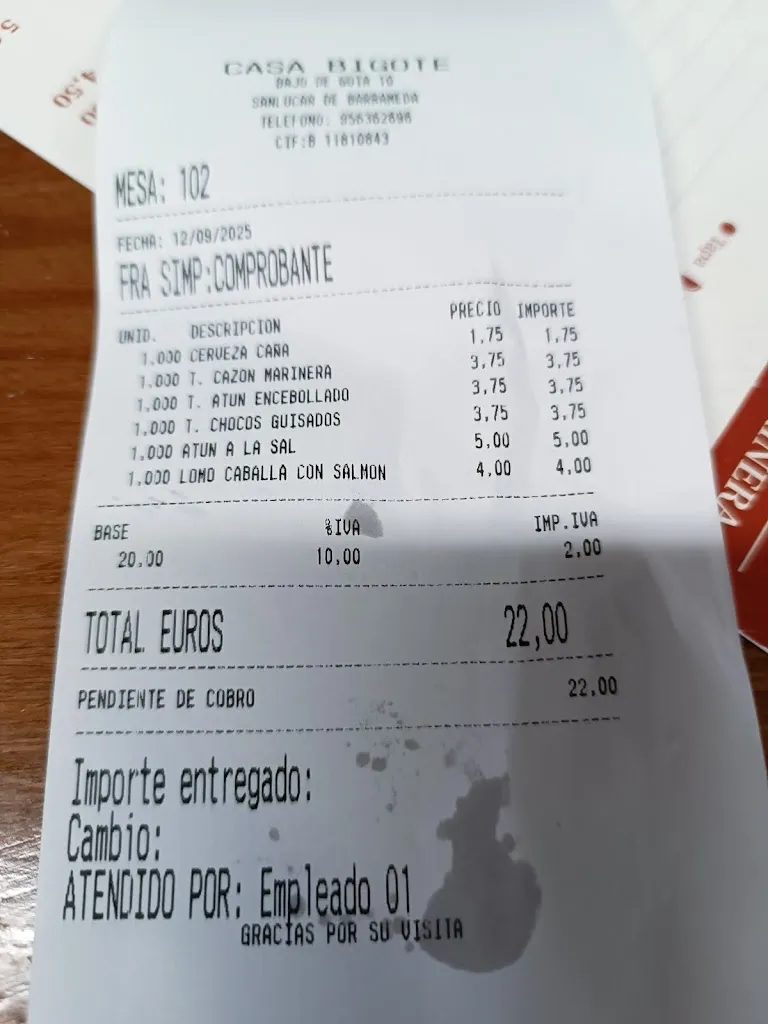 CASA BIGOTE
BAJO DE GUIA 10
SANLUCAR DE BARRAMEDA
TELEFONO: 956362696
CIF:B 11810843
MESA: 102
FECHA: 12/09/2025
FRA SIMP:COMPROBANTE
UNID. DESCRIPCION PRECIO IMPORTE
1.000 CERVEZA CAÑA 1,75 1,75
1.000 T. CAZON MARINERA 3,75 3,75
1.000 T. ATUN ENCEBOLLADO 3,75 3,75
1.000 T. CHOCOS GUISADOS 3,75 3,75
1.000 ATUN A LA SAL 5,00 5,00
1.000 LOMO CABALLA CON SALMON 4,00 4,00
BASE %IVA IMP.IVA
20,00 10,00 2,00
TOTAL EUROS 22,00
PENDIENTE DE COBRO 22,00
Importe entregado:
Cambio:
ATENDIDO POR: Empleado 01
GRACIAS POR SU VISITA
4,50
Tapa
INERA